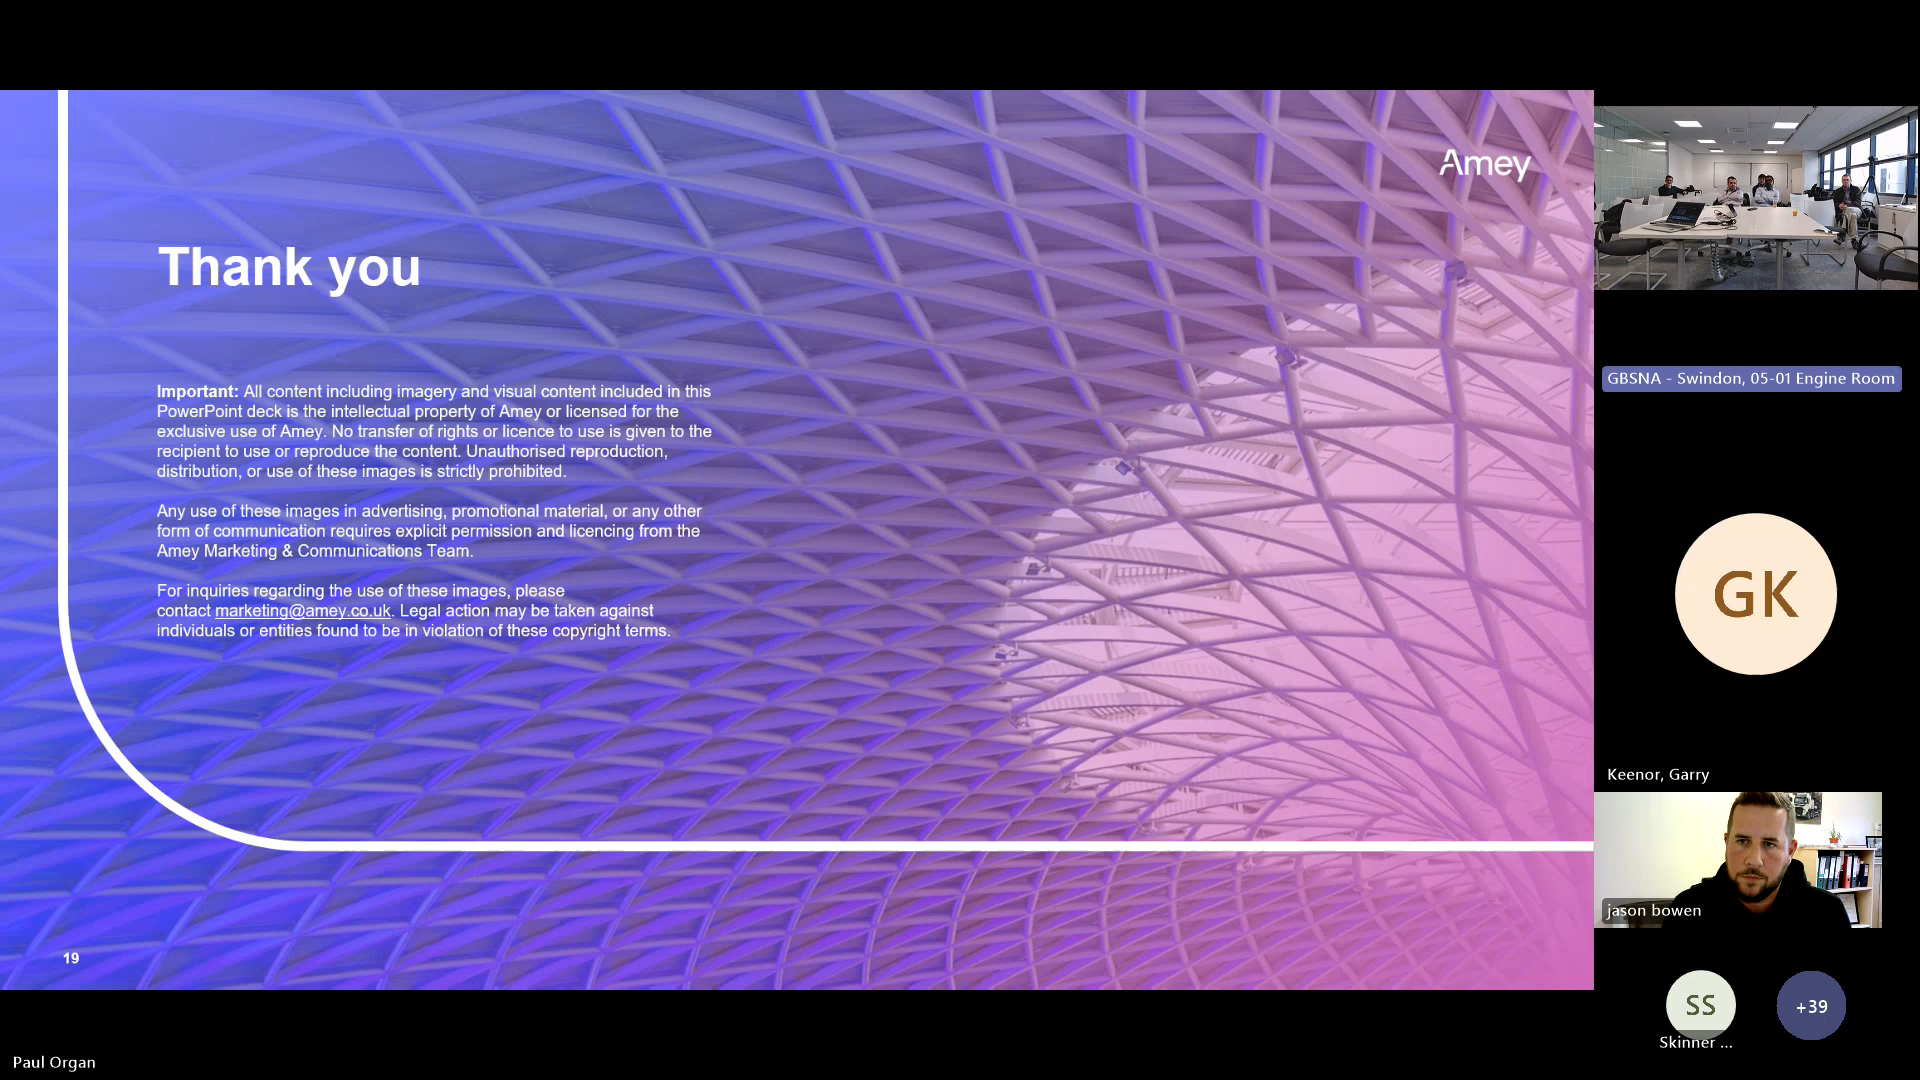 Amey
Thank you
Important: All content including imagery and visual content included in this
PowerPoint deck is the intellectual property of Amey or licensed for the
exclusive use of Amey. No transfer of rights or licence to use is given to the
recipient to use or reproduce the content. Unauthorised reproduction,
distribution, or use of these images is strictly prohibited.
Any use of these images in advertising, promotional material, or any other
form of communication requires explicit permission and licencing from the
Amey Marketing & Communications Team.
For inquiries regarding the use of these images, please
contact marketing@amey.co.uk. Legal action may be taken against
individuals or entities found to be in violation of these copyright terms.
19
Paul Organ
GBSNA - Swindon, 05-01 Engine Room
GK
Keenor, Garry
jason bowen
SS
Skinner ...
+39